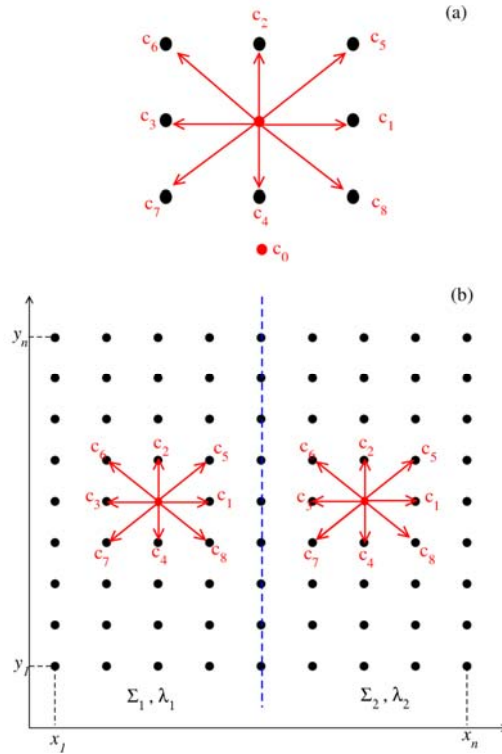 (a)
c₂
c₆ c₅
c₃ c₁
c₇ c₄ c₈
c₀
(b)
yₙ
c₆ c₂ c₅ c₆ c₂ c₅
c₃ c₁ c₃ c₁
c₇ c₄ c₈ c₇ c₄ c₈
y₁
Σ₁ , λ₁ Σ₂ , λ₂
x₁ xₙ